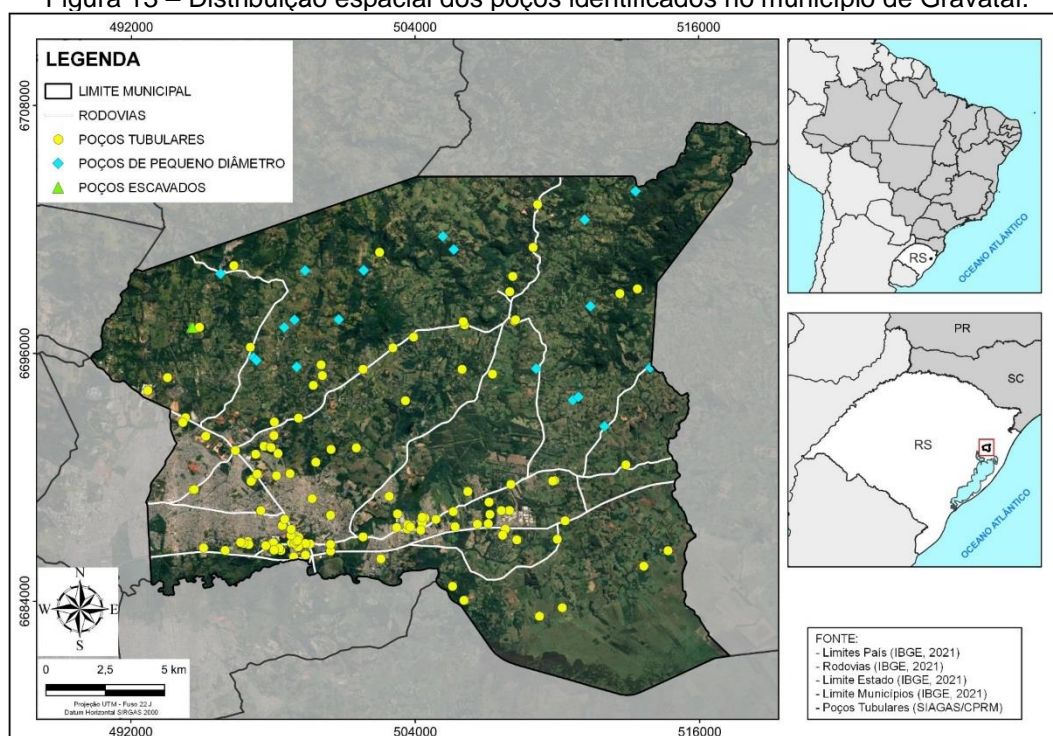 Figura 13 – Distribuição espacial dos poços identificados no município de Gravataí.
492000
504000
516000
6708000
6696000
6684000
LEGENDA
LIMITE MUNICIPAL
RODOVIAS
POÇOS TUBULARES
POÇOS DE PEQUENO DIÂMETRO
POÇOS ESCAVADOS
N
W
E
S
0
2,5
5 km
Projeção UTM - Fuso 22 J
Datum Horizontal SIRGAS 2000
492000
504000
516000
RS
OCEANO ATLÂNTICO
PR
SC
RS
OCEANO ATLÂNTICO
FONTE:
- Limites País (IBGE, 2021)
- Rodovias (IBGE, 2021)
- Limite Estado (IBGE, 2021)
- Limite Municípios (IBGE, 2021)
- Poços Tubulares (SIAGAS/CPRM)